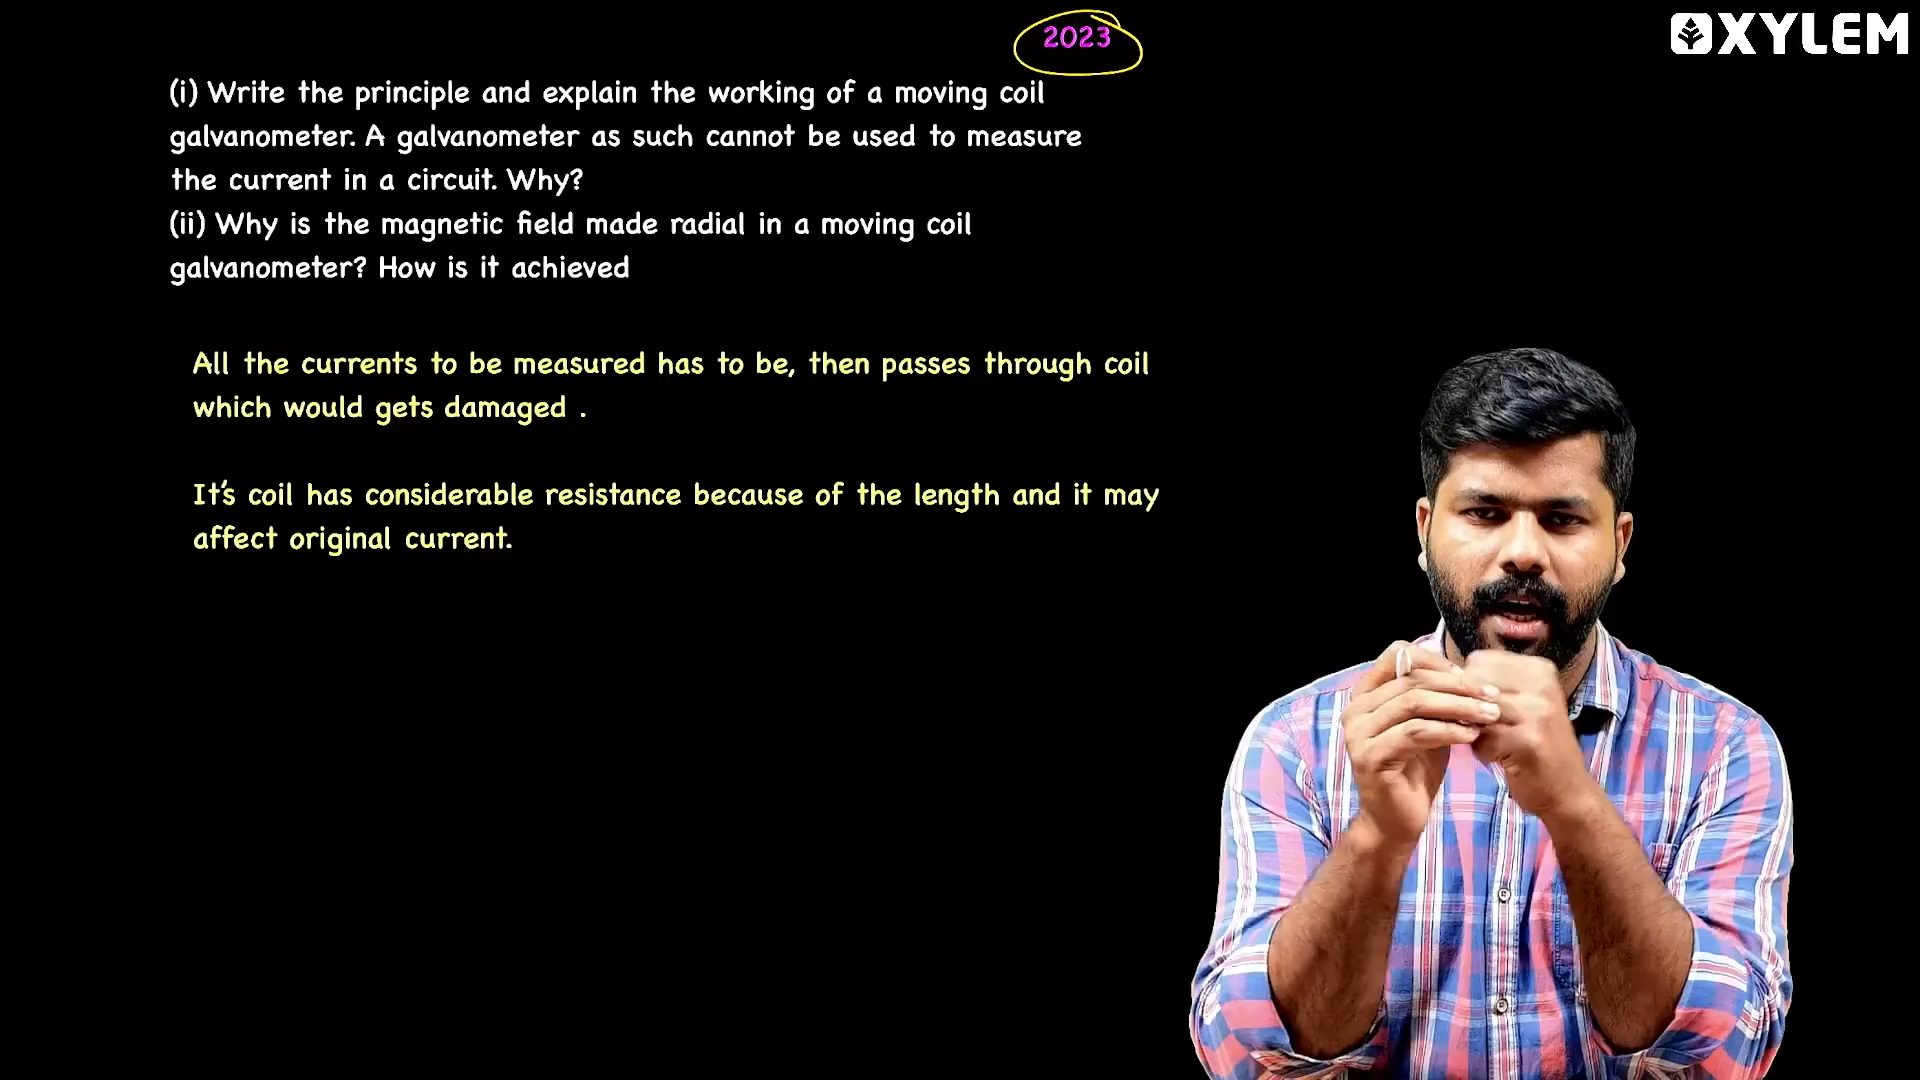 2023
XYLEM
(i) Write the principle and explain the working of a moving coil
galvanometer. A galvanometer as such cannot be used to measure
the current in a circuit. Why?
(ii) Why is the magnetic field made radial in a moving coil
galvanometer? How is it achieved
All the currents to be measured has to be, then passes through coil
which would gets damaged .
It's coil has considerable resistance because of the length and it may
affect original current.